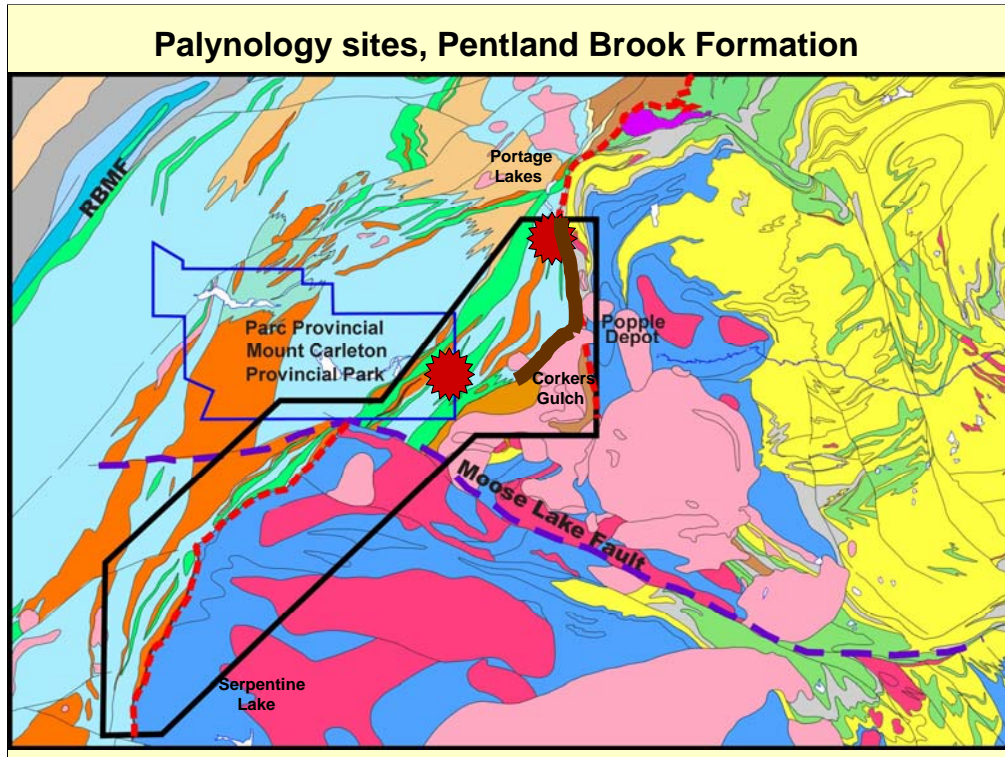 Palynology sites, Pentland Brook Formation
RBMF
Portage
Lakes
Parc Provincial
Mount Carleton
Provincial Park
Popple
Depot
Corkers
Gulch
Moose Lake Fault
Serpentine
Lake